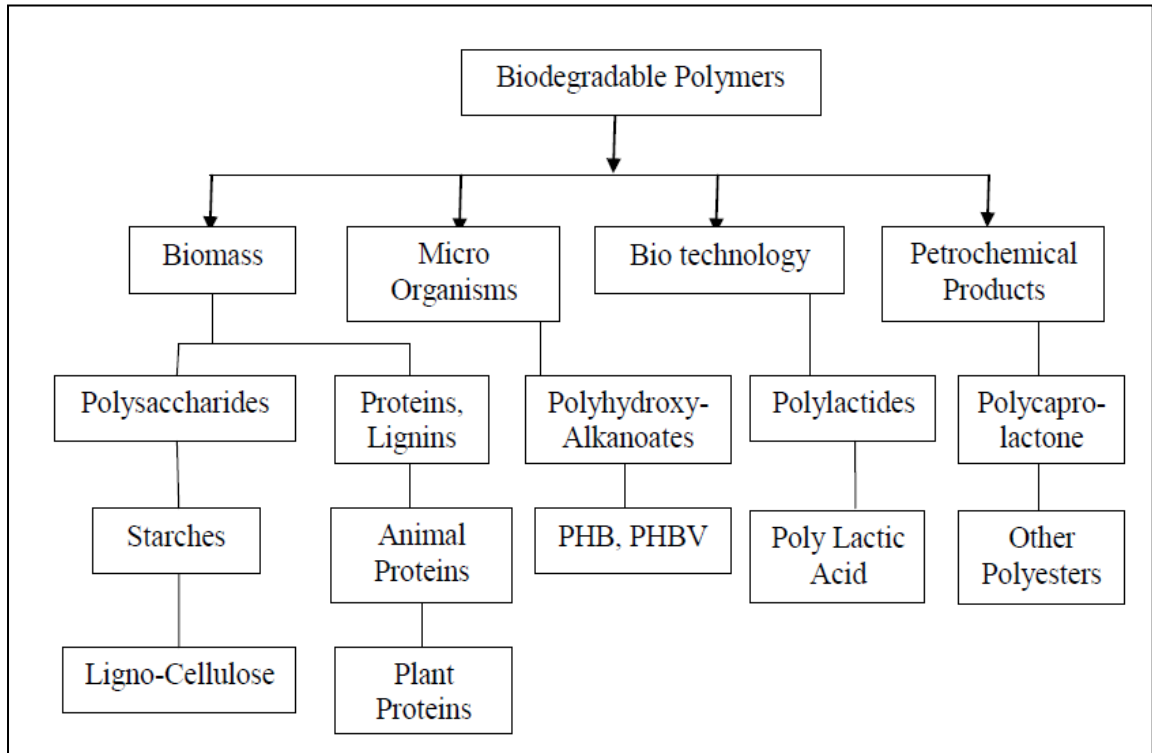 Biodegradable Polymers
Biomass
Micro
Organisms
Bio technology
Petrochemical
Products
Polysaccharides
Proteins,
Lignins
Polyhydroxy-
Alkanoates
Polylactides
Polycapro-
lactone
Starches
Animal
Proteins
PHB, PHBV
Poly Lactic
Acid
Other
Polyesters
Ligno-Cellulose
Plant
Proteins